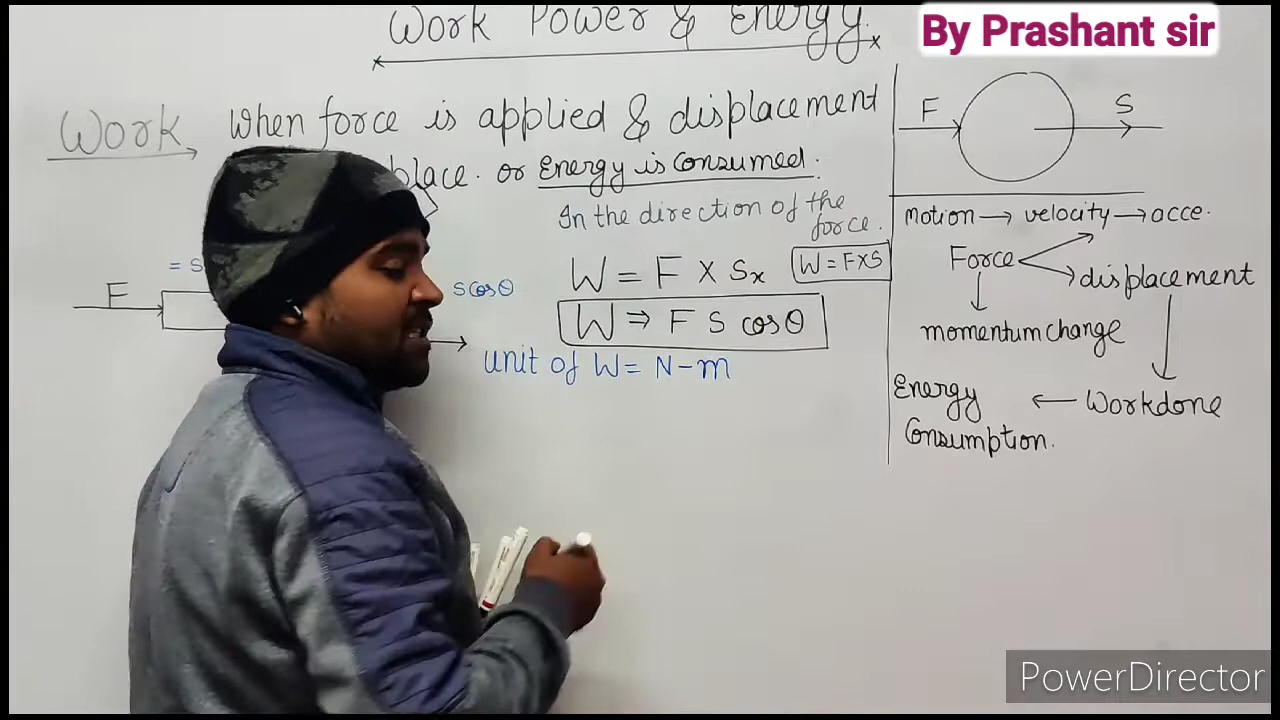 Work Power & Energy.
By Prashant sir
Work When force is applied & displacement
place. or Energy is Consumed.
In the direction of the
force.
F S
= S
F
S cosθ
W = F × Sx
W = F×S
W ⇒ F S cosθ
unit of W = N-m
motion → velocity → acce.
Force
displacement
momentum change
Energy ← Workdone
Consumption.
PowerDirector